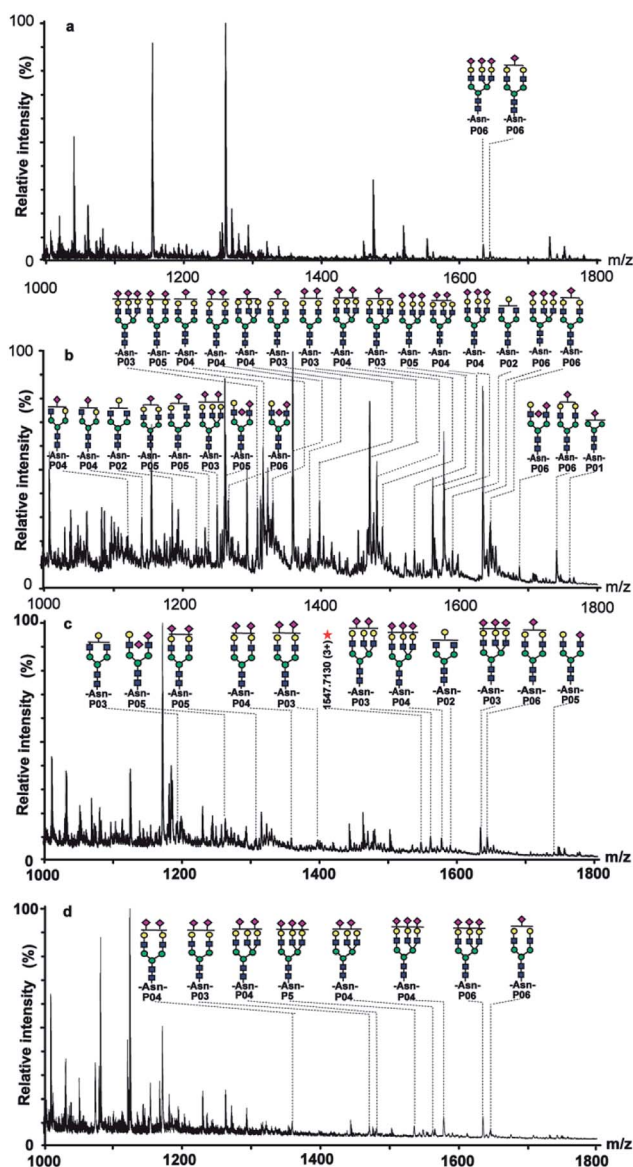 100
a
Relative intensity (%)
-Asn- -Asn-
P06 P06
0
1000 1200 1400 1600 1800
m/z
-Asn- -Asn- -Asn- -Asn- -Asn- -Asn- -Asn- -Asn- -Asn- -Asn- -Asn- -Asn- -Asn- -Asn- -Asn-
P03 P05 P04 P04 P04 P03 P03 P04 P03 P05 P04 P04 P02 P06 P06
100
b
Relative intensity (%)
-Asn- -Asn- -Asn- -Asn- -Asn- -Asn- -Asn- -Asn- -Asn- -Asn- -Asn-
P04 P04 P02 P05 P05 P03 P05 P06 P06 P06 P01
0
1000 1200 1400 1600 1800
m/z
100
c
Relative intensity (%)
1547.7130 (3+)
-Asn- -Asn- -Asn- -Asn- -Asn- -Asn- -Asn- -Asn- -Asn- -Asn- -Asn-
P03 P05 P05 P04 P03 P03 P04 P02 P03 P06 P05
0
1000 1200 1400 1600 1800
m/z
100
d
Relative intensity (%)
-Asn- -Asn- -Asn- -Asn- -Asn- -Asn- -Asn- -Asn-
P04 P03 P04 P5 P04 P04 P06 P06
0
1000 1200 1400 1600 1800
m/z